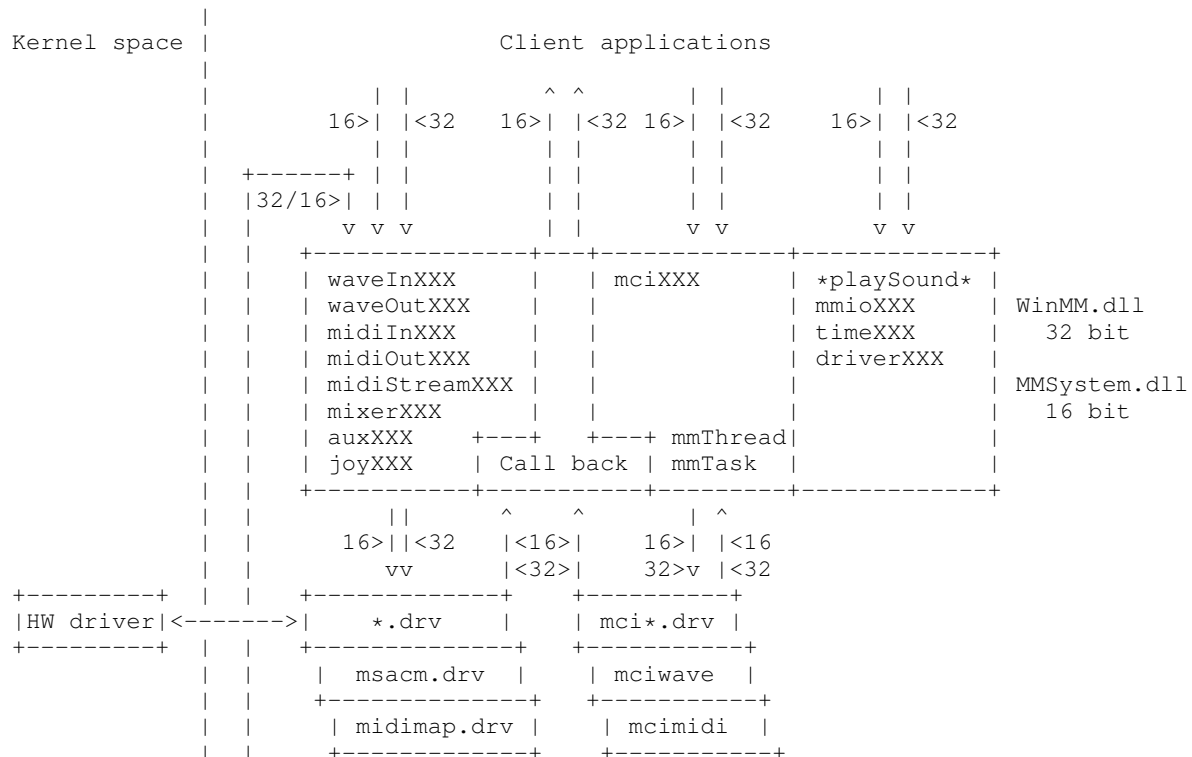 Kernel space | Client applications
16>| |<32 16>| |<32 16>| |<32 16>| |<32
|32/16>|
waveInXXX | | mciXXX | *playSound* |
waveOutXXX | | | mmioXXX | WinMM.dll
midiInXXX | | | timeXXX | 32 bit
midiOutXXX | | | driverXXX |
midiStreamXXX | | | | MMSystem.dll
mixerXXX | | | | 16 bit
auxXXX +---+ +---+ mmThread| |
joyXXX | Call back | mmTask | |
16>||<32 |<16>| 16>| |<16
vv |<32>| 32>v |<32
|HW driver|<------->| *.drv | | mci*.drv |
| msacm.drv | | mciwave |
| midimap.drv | | mcimidi |